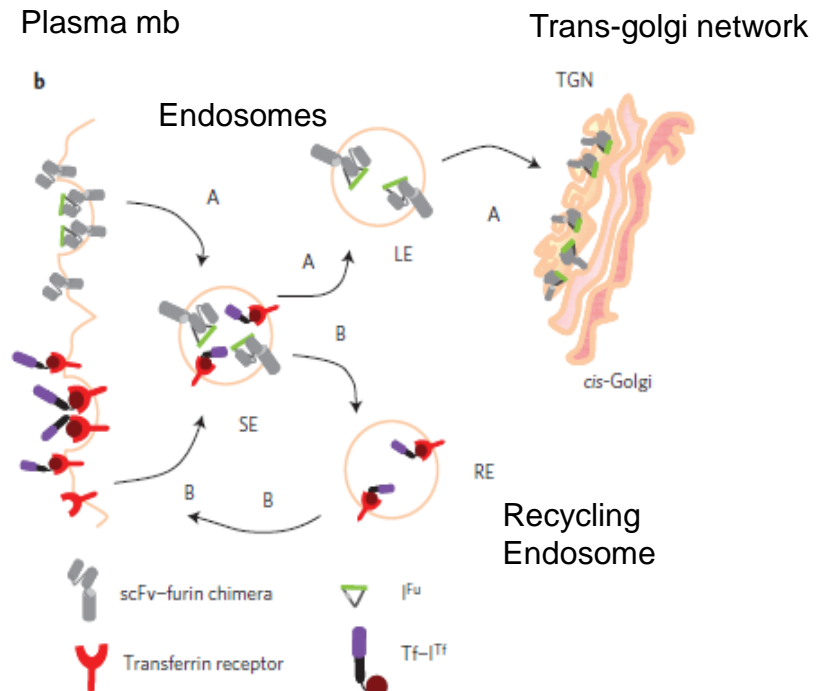 Plasma mb
Trans-golgi network
b
TGN
Endosomes
A
A
LE
A
B
SE
cis-Golgi
RE
B
B
Recycling
Endosome
scFv–furin chimera
I^Fu
Transferrin receptor
Tf–I^Tf